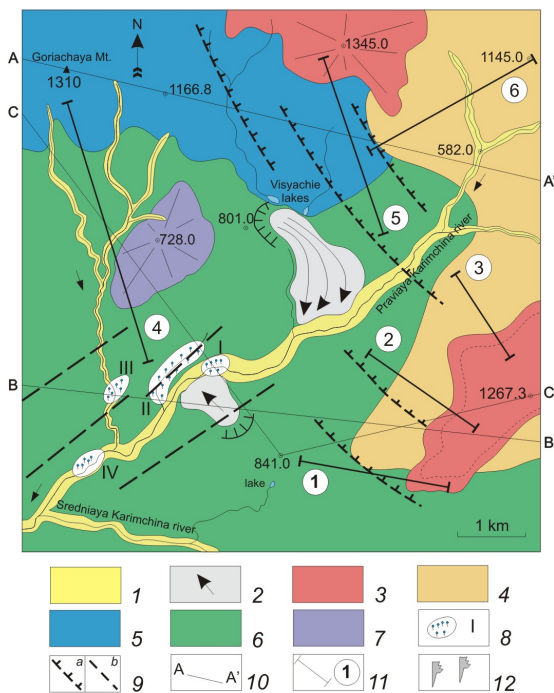 N
1345.0
A
Goriachaya Mt.
1310
1145.0
6
1166.8
C
582.0
A'
Visyachie
lakes
801.0
5
728.0
Praviaya Karimchina river
3
4
I
2
III
B
II
1267.3
C
B
IV
841.0
1
lake
Sredniaya Karimchina river
1 km
1
2
3
4
5
6
7
I
8
a
b
9
A
A'
10
1
11
12